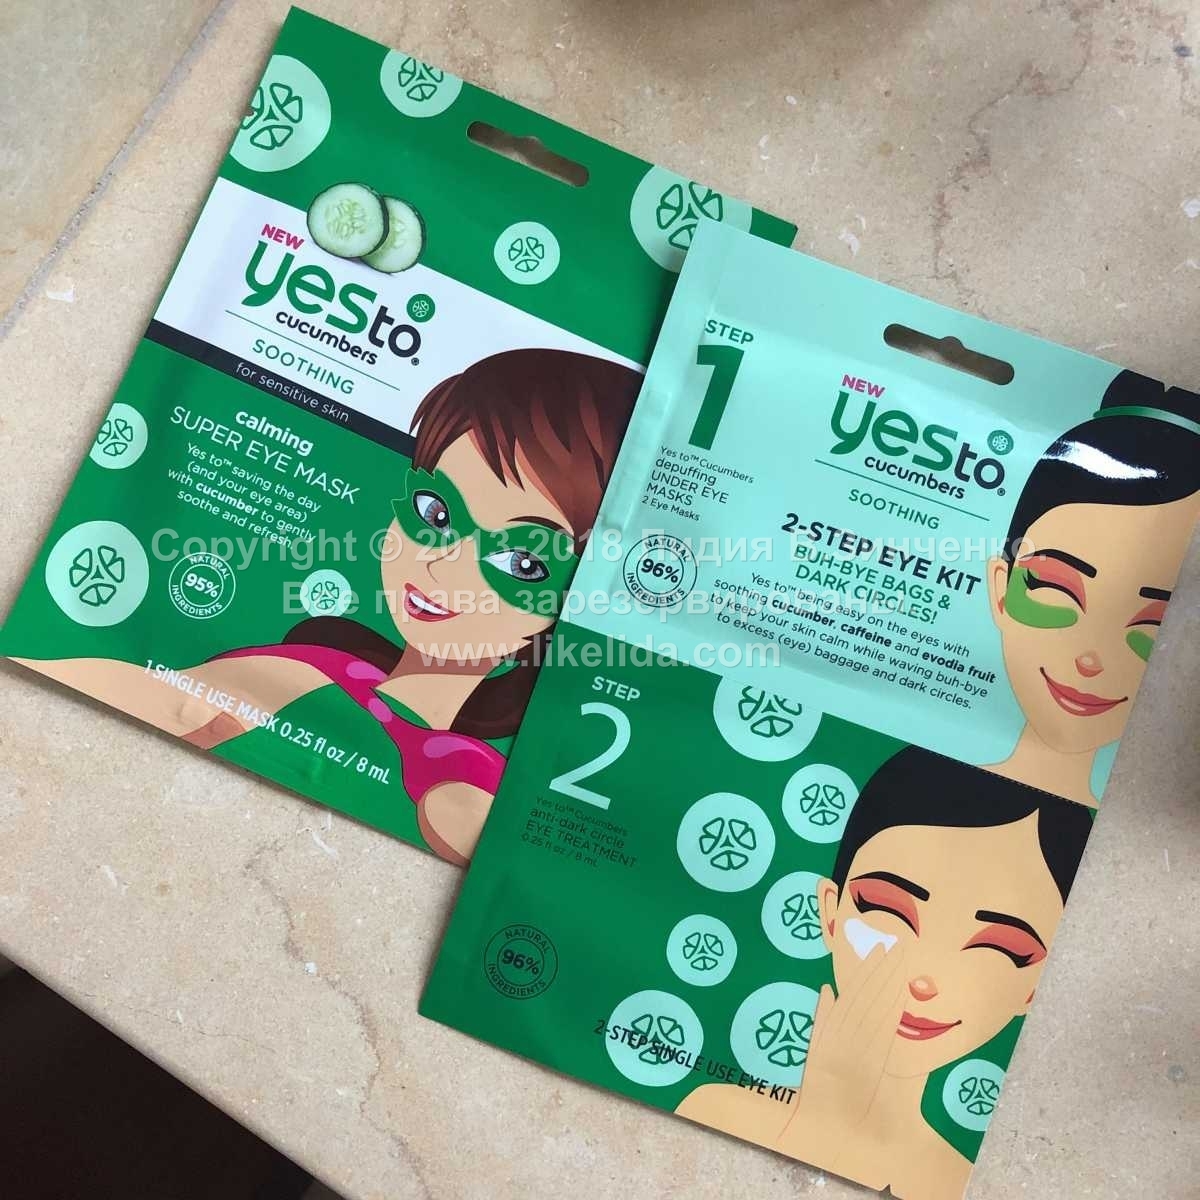 NEW
yesto
cucumbers
SOOTHING
for sensitive skin
calming
SUPER EYE MASK
Yes to™ saving the day
(and your eye area)
with cucumber to gently
soothe and refresh.
NATURAL
95%
INGREDIENTS
1 SINGLE USE MASK 0.25 fl oz / 8 mL
STEP
1
Yes to™ Cucumbers
depuffing
UNDER EYE
MASKS
2 Eye Masks
NATURAL
96%
INGREDIENTS
NEW
yesto
cucumbers
SOOTHING
2-STEP EYE KIT
BUH-BYE BAGS &
DARK CIRCLES!
Yes to™ being easy on the eyes with
soothing cucumber, caffeine and evodia fruit
to keep your skin calm while waving buh-bye
to excess (eye) baggage and dark circles.
STEP
2
Yes to™ Cucumbers
anti-dark circle
EYE TREATMENT
0.25 fl oz / 8 mL
NATURAL
96%
INGREDIENTS
2-STEP SINGLE USE EYE KIT
Copyright © 2013-2018
Все права зарезервированы
www.likelida.com